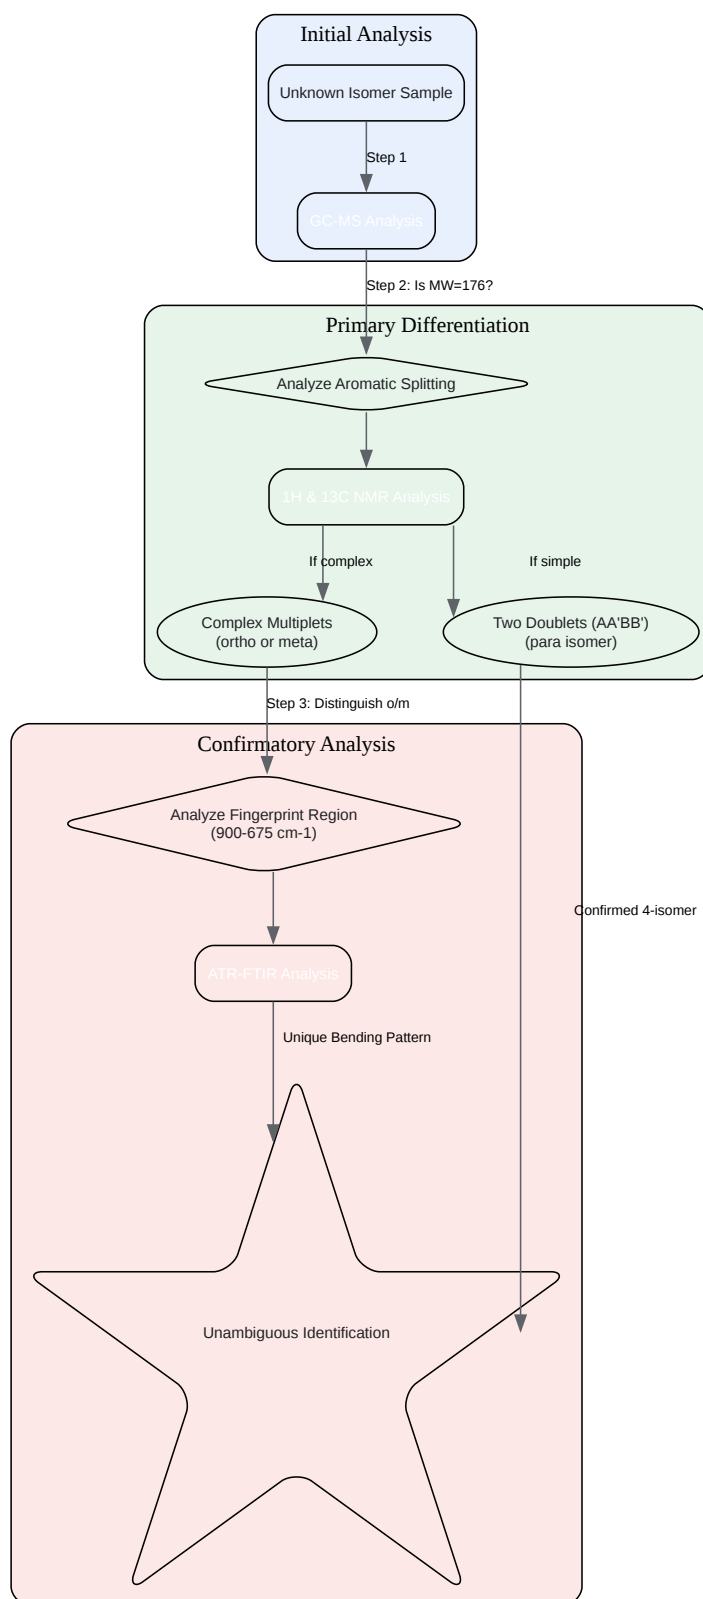 Initial Analysis
Unknown Isomer Sample
Step 1
GC-MS Analysis
Step 2: Is MW=176?
Primary Differentiation
Analyze Aromatic Splitting
1H & 13C NMR Analysis
If complex
If simple
Complex Multiplets
(ortho or meta)
Two Doublets (AA'BB')
(para isomer)
Step 3: Distinguish o/m
Confirmatory Analysis
Analyze Fingerprint Region
(900-675 cm-1)
Confirmed 4-isomer
ATR-FTIR Analysis
Unique Bending Pattern
Unambiguous Identification